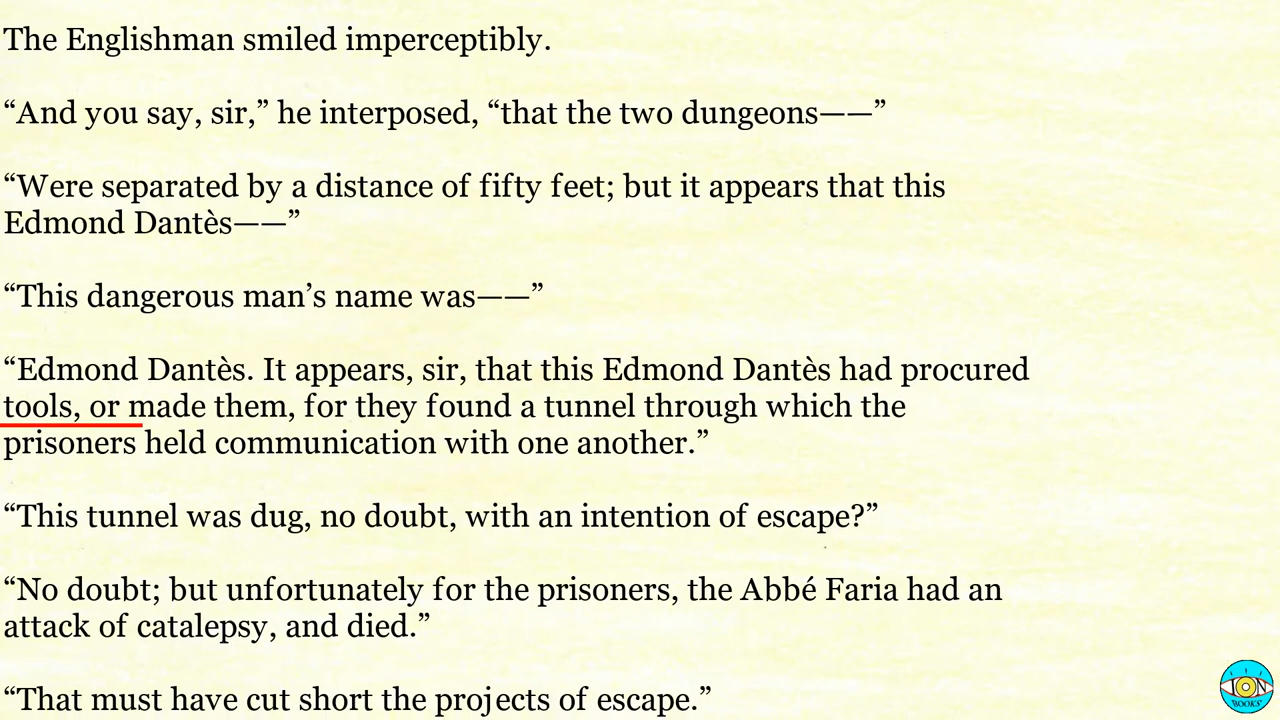 The Englishman smiled imperceptibly.
“And you say, sir,” he interposed, “that the two dungeons——”
“Were separated by a distance of fifty feet; but it appears that this
Edmond Dantès——”
“This dangerous man’s name was——”
“Edmond Dantès. It appears, sir, that this Edmond Dantès had procured
tools, or made them, for they found a tunnel through which the
prisoners held communication with one another.”
“This tunnel was dug, no doubt, with an intention of escape?”
“No doubt; but unfortunately for the prisoners, the Abbé Faria had an
attack of catalepsy, and died.”
“That must have cut short the projects of escape.”
ION
BOOKS